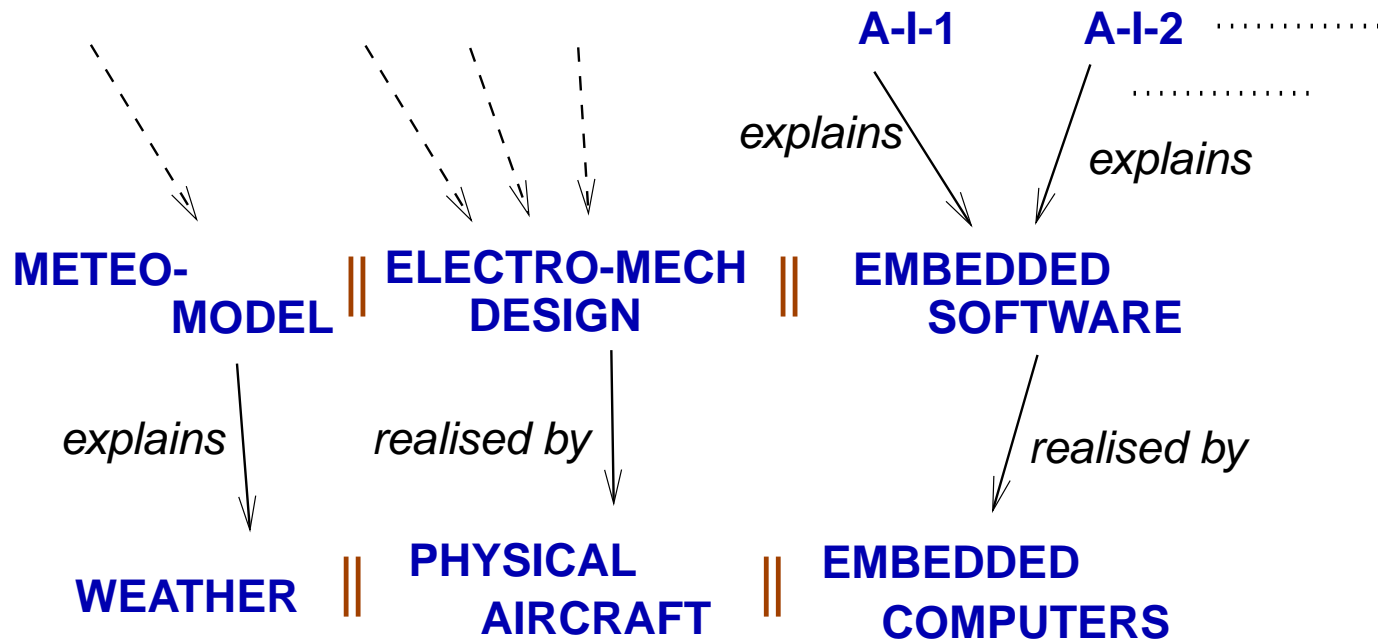 A-I-1 A-I-2
explains
explains
METEO-
MODEL
ELECTRO-MECH
DESIGN
EMBEDDED
SOFTWARE
explains
realised by
realised by
WEATHER
PHYSICAL
AIRCRAFT
EMBEDDED
COMPUTERS